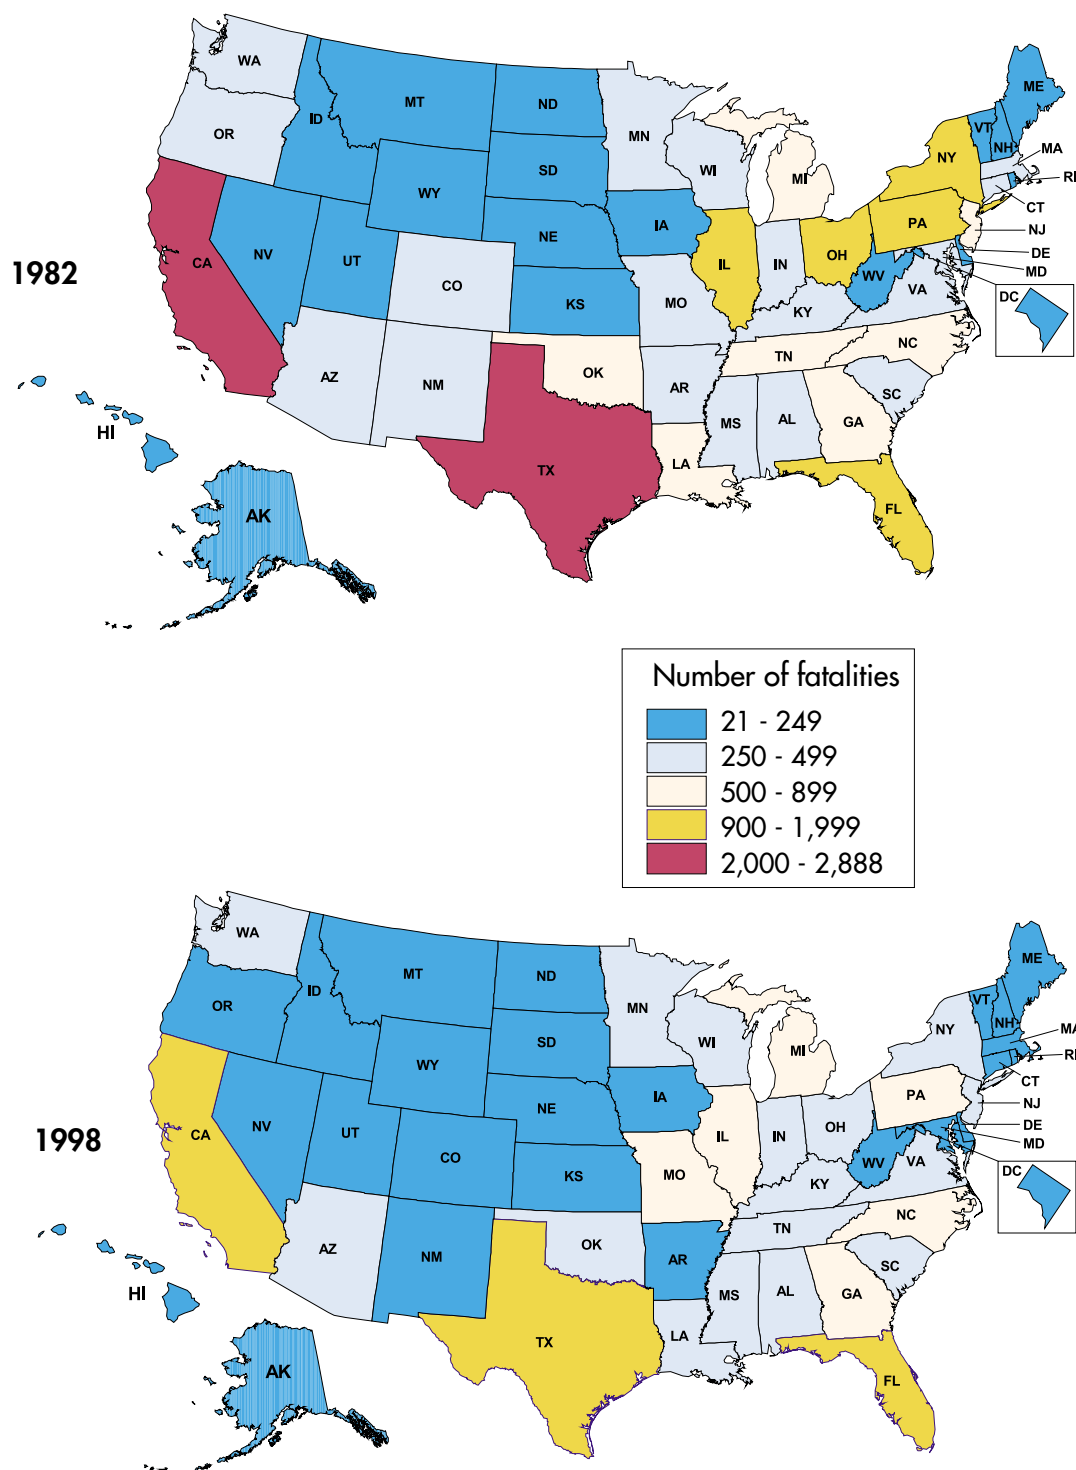 WA
MT
ND
ME
ID
OR
MN
VT
NH
MA
WI
NY
SD
MI
RI
WY
CT
IA
PA
NJ
NE
NV
UT
CA
OH
IL
IN
DE
MD
1982
CO
WV
VA
DC
KS
MO
KY
NC
TN
AZ
NM
OK
AR
SC
MS
AL
GA
HI
TX
LA
FL
AK
Number of fatalities
21 - 249
250 - 499
500 - 899
900 - 1,999
2,000 - 2,888
WA
MT
ND
ME
ID
OR
MN
VT
NH
MA
NY
WI
SD
MI
RI
WY
CT
IA
PA
NJ
NE
NV
UT
CA
OH
IL
IN
DE
MD
1998
CO
WV
VA
DC
KS
MO
KY
NC
TN
AZ
NM
OK
AR
SC
MS
AL
GA
HI
TX
LA
FL
AK